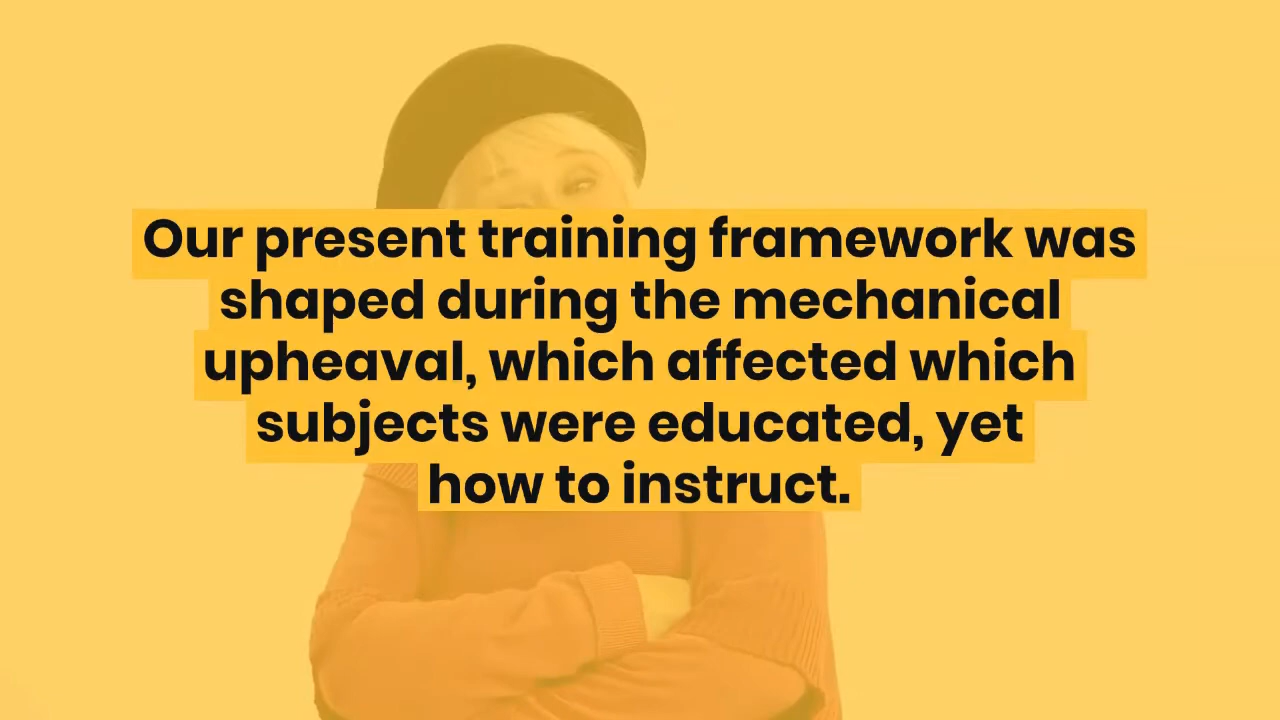 Our present training framework was
shaped during the mechanical
upheaval, which affected which
subjects were educated, yet
how to instruct.